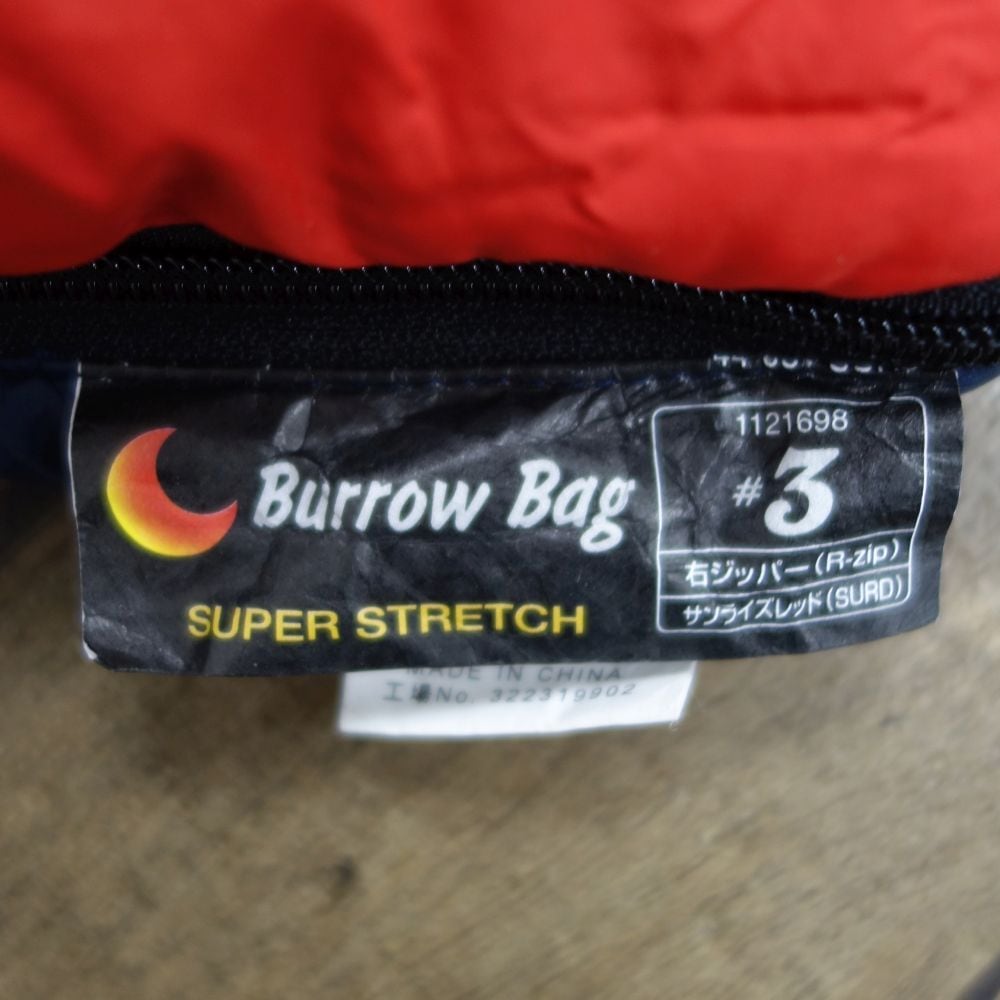 1121698
Burrow Bag
#3
右ジッパー(R-zip)
サンライズレッド(SURD)
SUPER STRETCH
MADE IN CHINA
工場No. 322319902